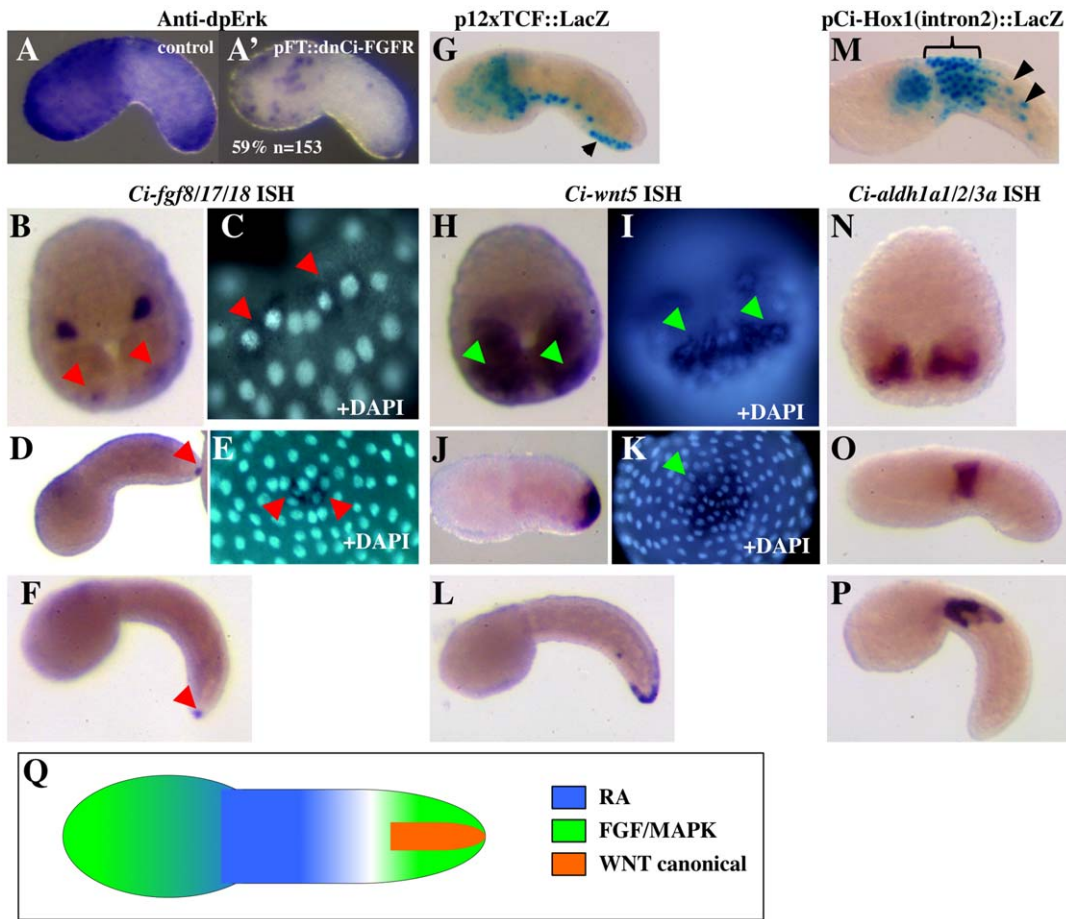 Anti-dpErk
p12xTCF::LacZ
pCi-Hox1(intron2)::LacZ
A
control
A’
pFT::dnCi-FGFR
59% n=153
G
M
Ci-fgf8/17/18 ISH
Ci-wnt5 ISH
Ci-aldh1a1/2/3a ISH
B
C
+DAPI
H
I
+DAPI
N
D
E
+DAPI
J
K
+DAPI
O
F
L
P
Q
RA
FGF/MAPK
WNT canonical